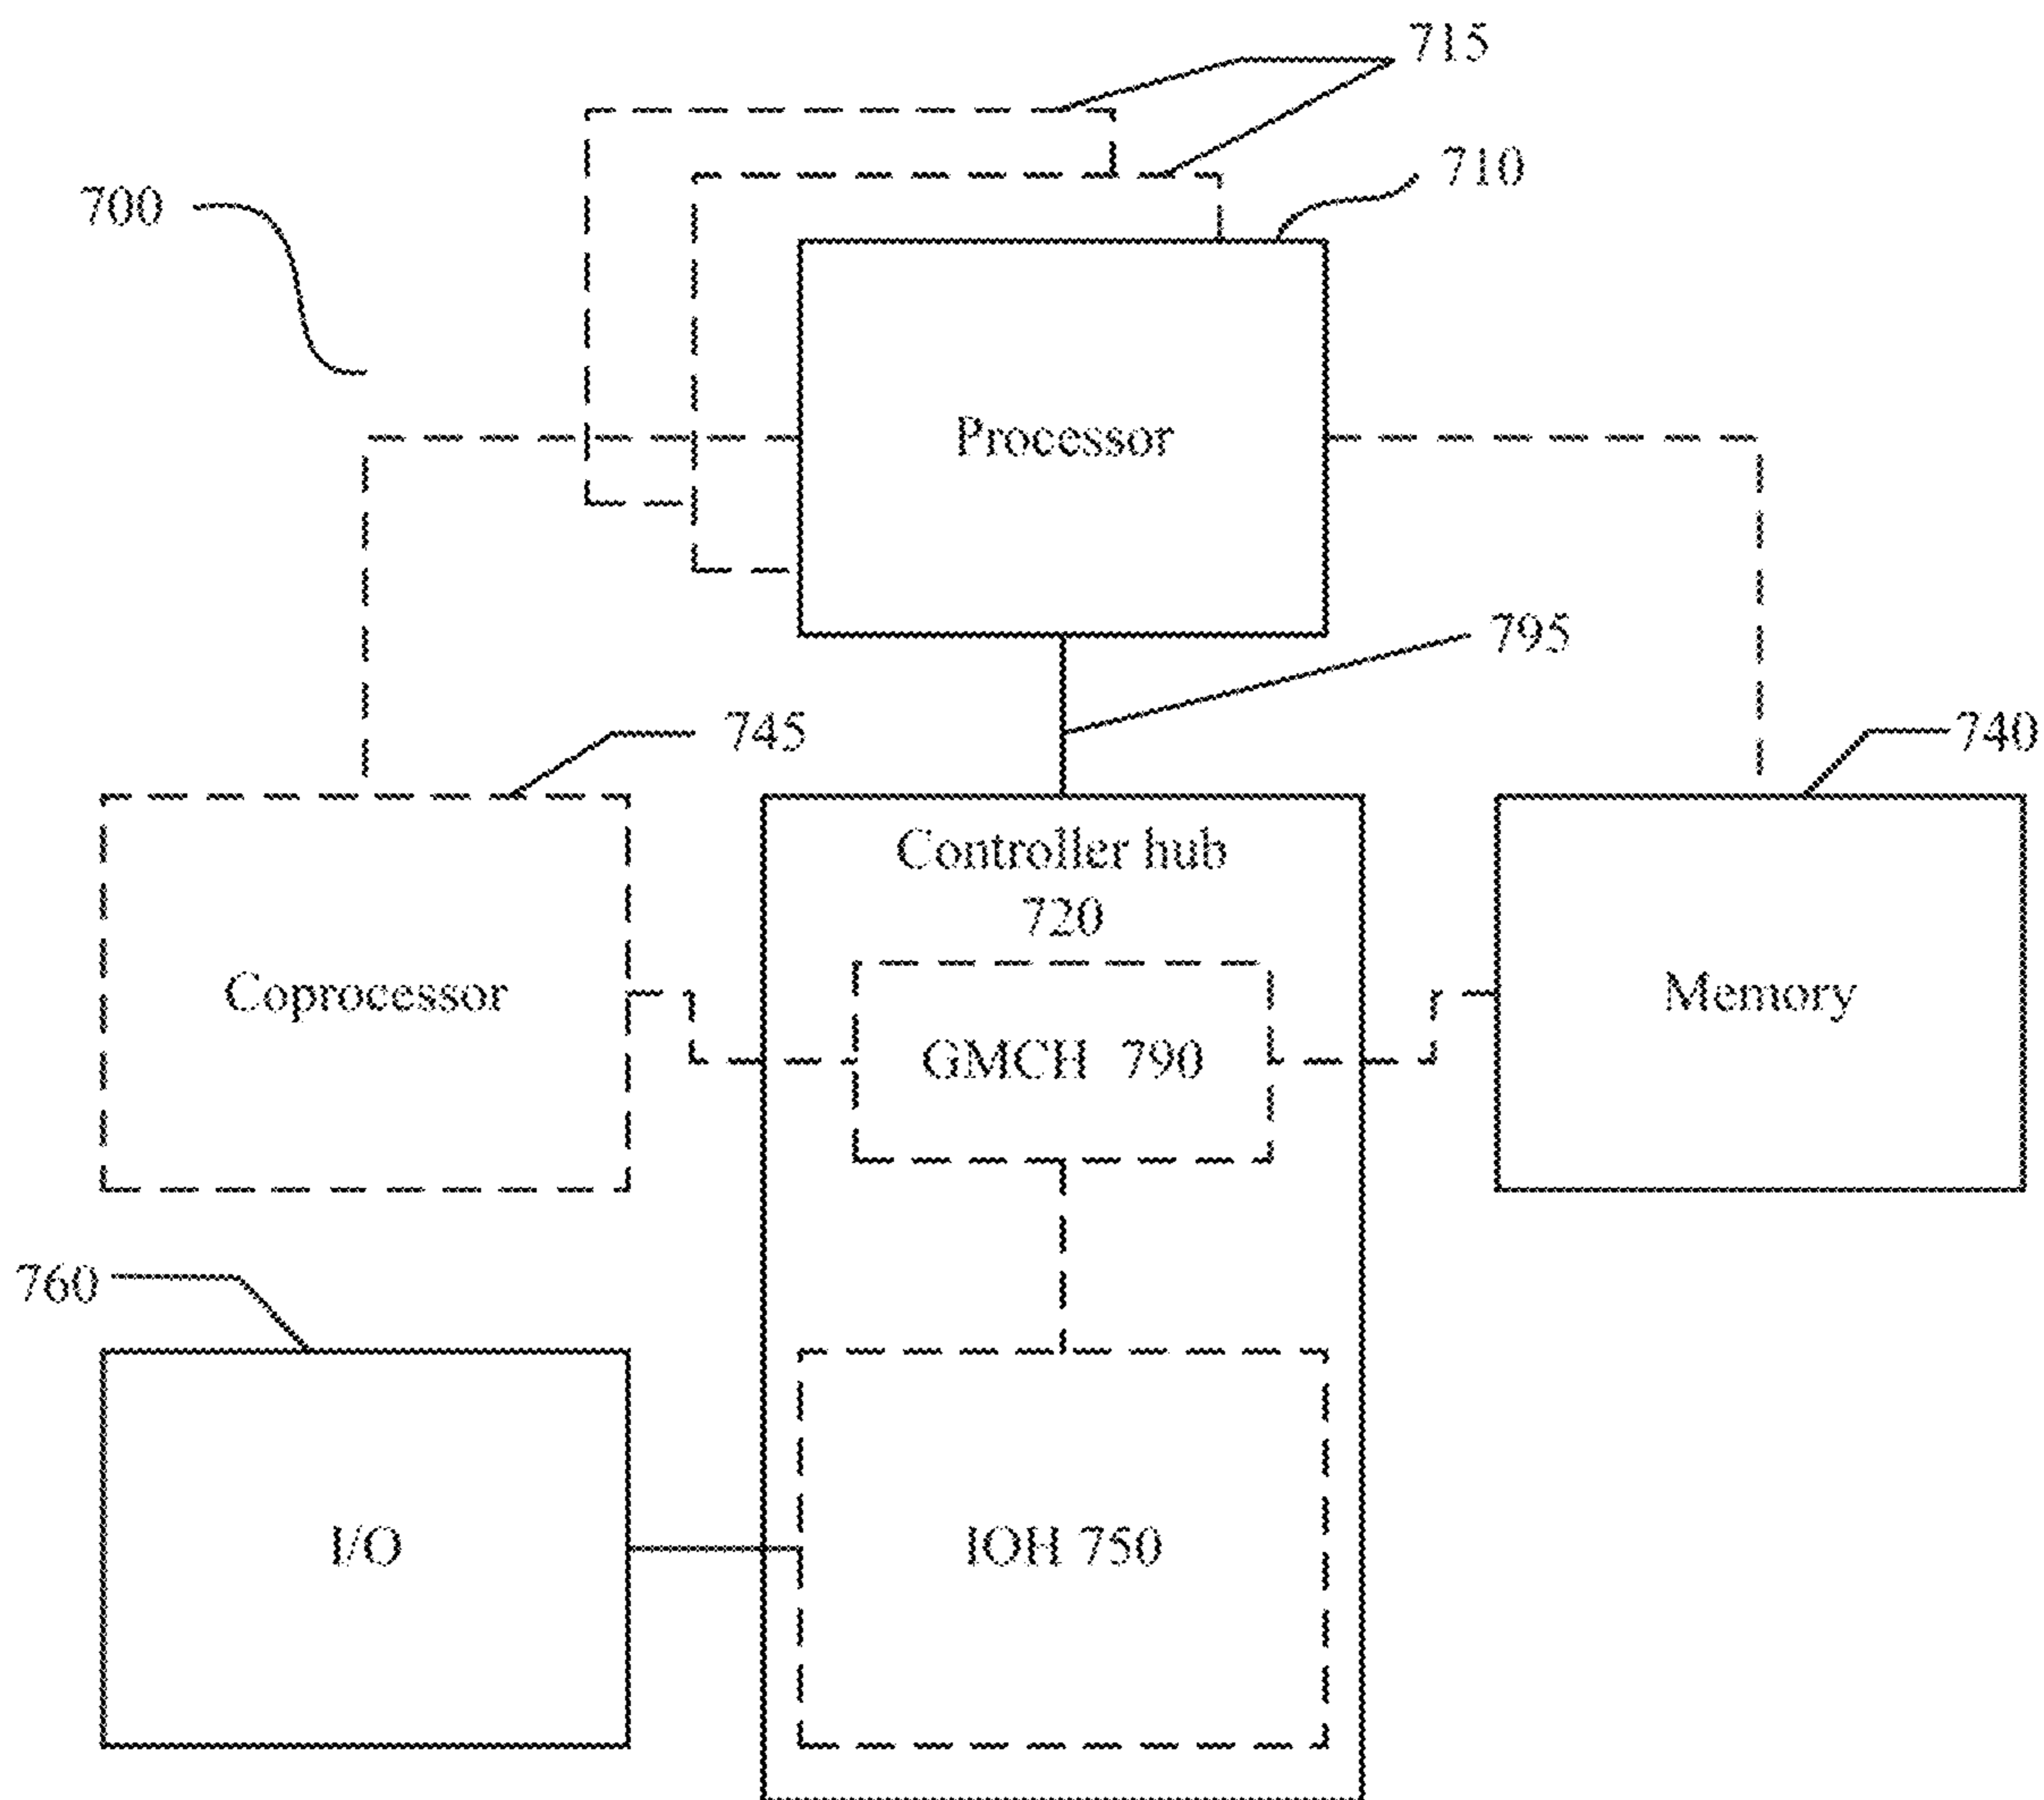 715
710
700
Processor
795
745
740
Controller hub
720
Coprocessor
Memory
GMCH 790
760
I/O
IOH 750